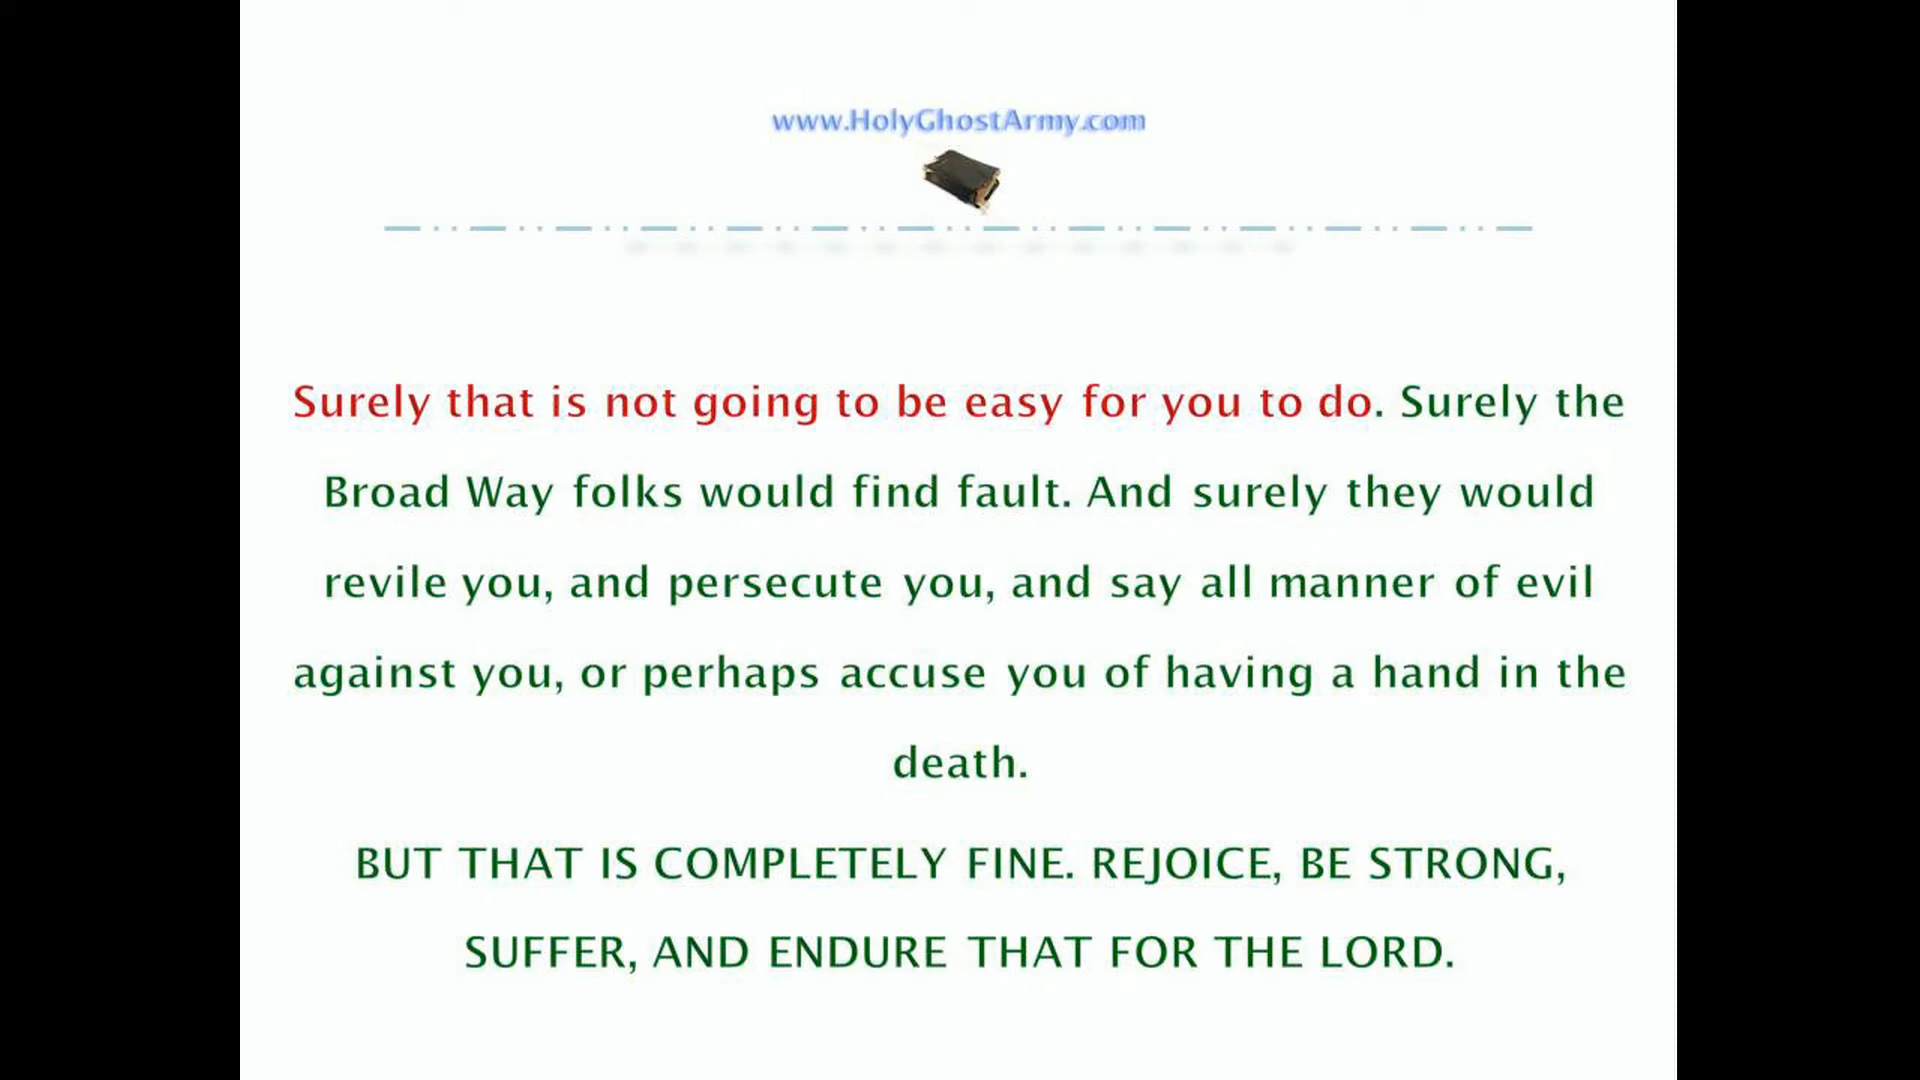 www.HolyGhostArmy.com
Surely that is not going to be easy for you to do. Surely the
Broad Way folks would find fault. And surely they would
revile you, and persecute you, and say all manner of evil
against you, or perhaps accuse you of having a hand in the
death.
BUT THAT IS COMPLETELY FINE. REJOICE, BE STRONG,
SUFFER, AND ENDURE THAT FOR THE LORD.